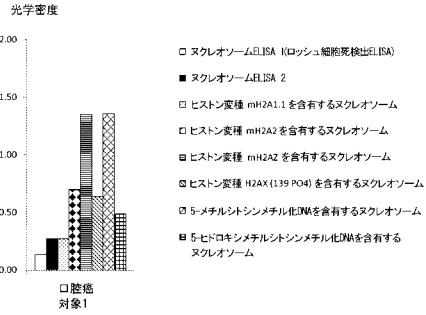 光学密度
2.00
1.50
1.00
0.50
0.00
口腔癌
対象1
ヌクレオソームELISA 1(ロッシュ細胞死検出ELISA)
ヌクレオソームELISA 2
ヒストン変種 mH2A1.1 を含有するヌクレオソーム
ヒストン変種 mH2A2 を含有するヌクレオソーム
ヒストン変種 mH2AZ を含有するヌクレオソーム
ヒストン変種 H2AX (139 PO4) を含有するヌクレオソーム
5-メチルシトシンメチル化DNAを含有するヌクレオソーム
5-ヒドロキシメチルシトシンメチル化DNAを含有する
ヌクレオソーム